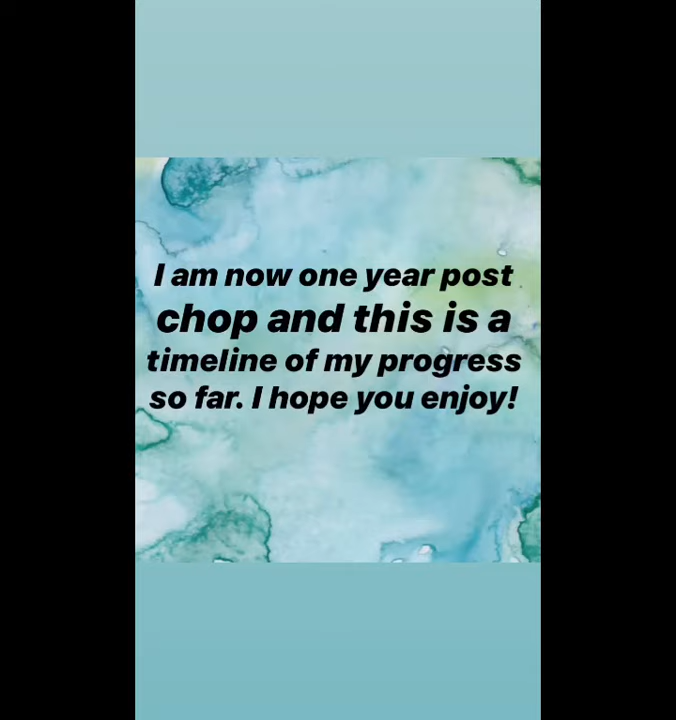 I am now one year post
chop and this is a
timeline of my progress
so far. I hope you enjoy!